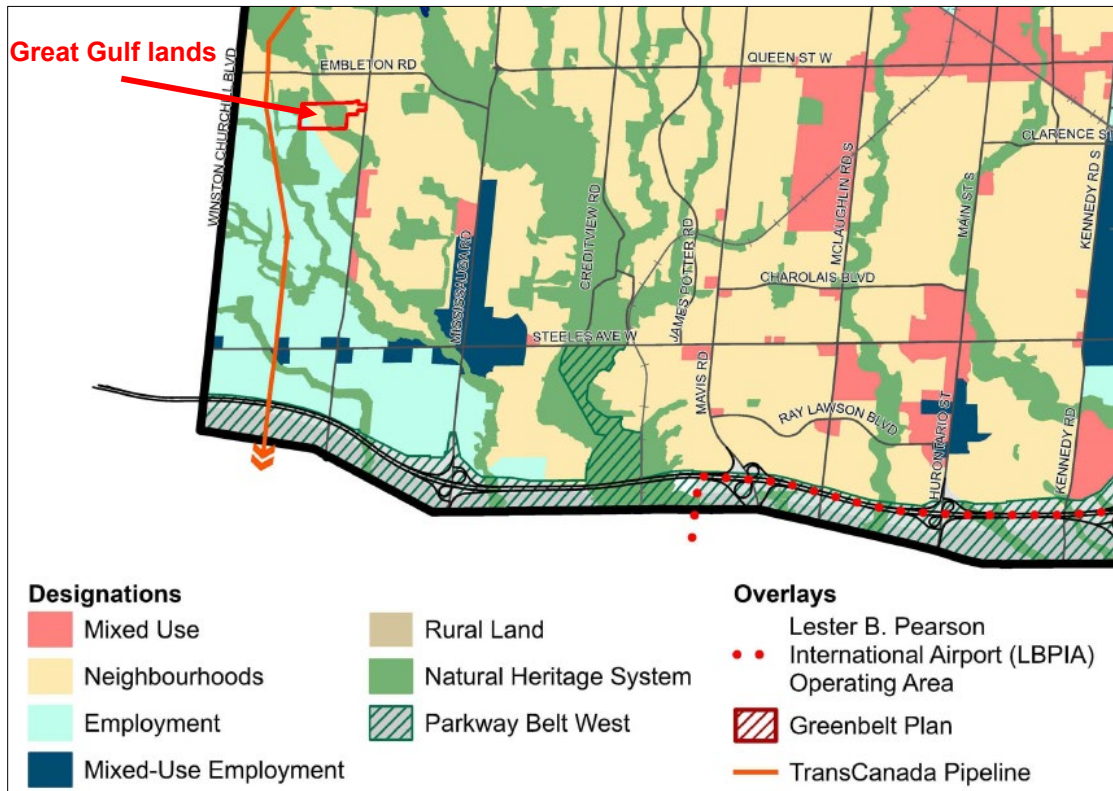 Great Gulf lands
EMBLETON RD
QUEEN ST W
WINSTON CHURCHILL BLVD
CLARENCE ST
MISSISSAUGA RD
CREDITVIEW RD
JAMES POTTER RD
MCLAUGHLIN RD S
MAIN ST S
KENNEDY RD S
CHAROLAIS BLVD
STEELES AVE W
MAVIS RD
RAY LAWSON BLVD
HURONTARIO ST
KENNEDY RD
Designations
Mixed Use
Neighbourhoods
Employment
Mixed-Use Employment
Rural Land
Natural Heritage System
Parkway Belt West
Overlays
Lester B. Pearson
International Airport (LBPIA)
Operating Area
Greenbelt Plan
TransCanada Pipeline